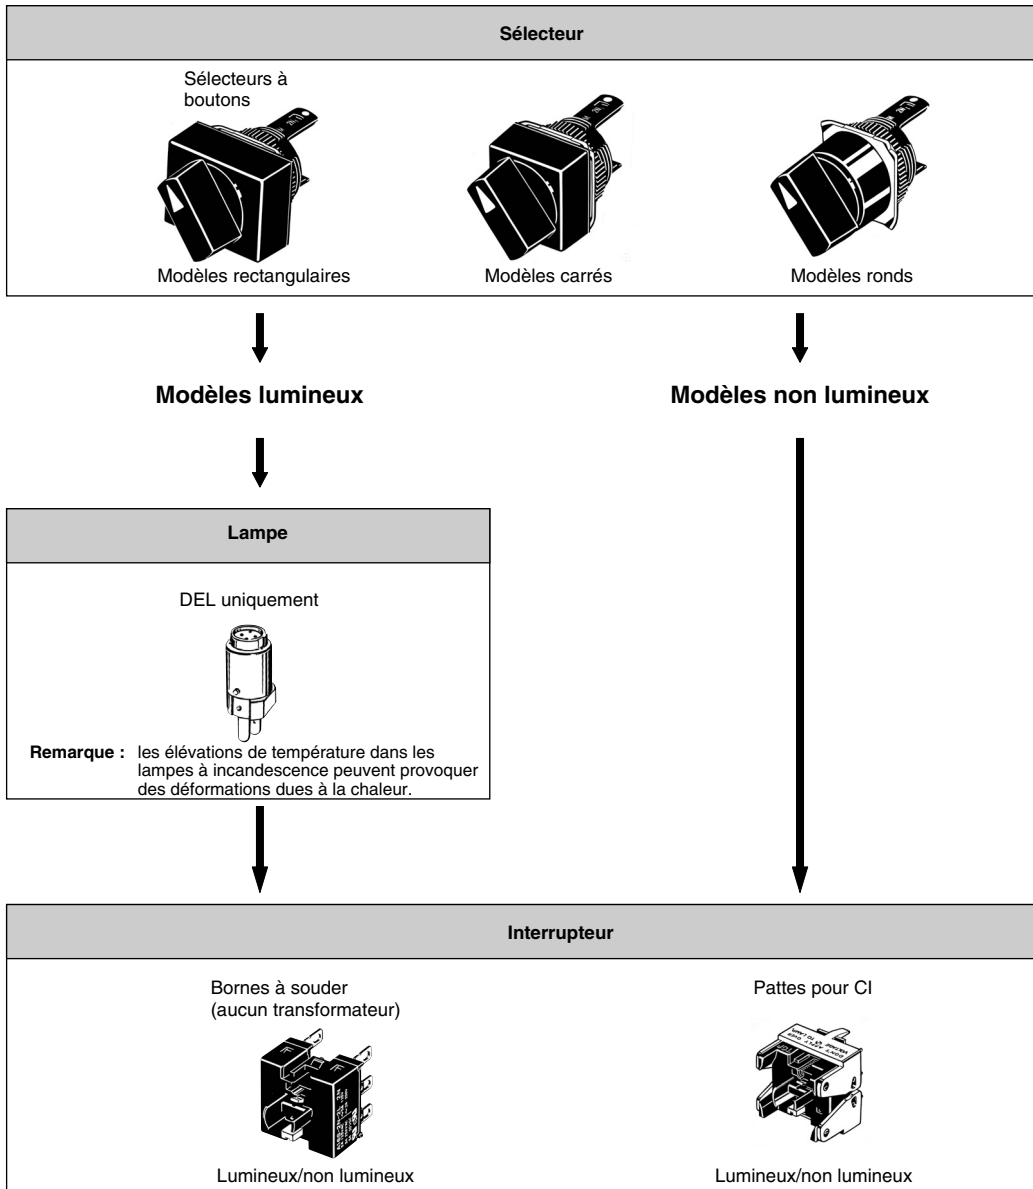 Sélecteur
Sélecteurs à
boutons
Modèles rectangulaires
Modèles carrés
Modèles ronds
Modèles lumineux
Modèles non lumineux
Lampe
DEL uniquement
Remarque : les élévations de température dans les
lampes à incandescence peuvent provoquer
des déformations dues à la chaleur.
Interrupteur
Bornes à souder
(aucun transformateur)
Pattes pour CI
Lumineux/non lumineux
Lumineux/non lumineux